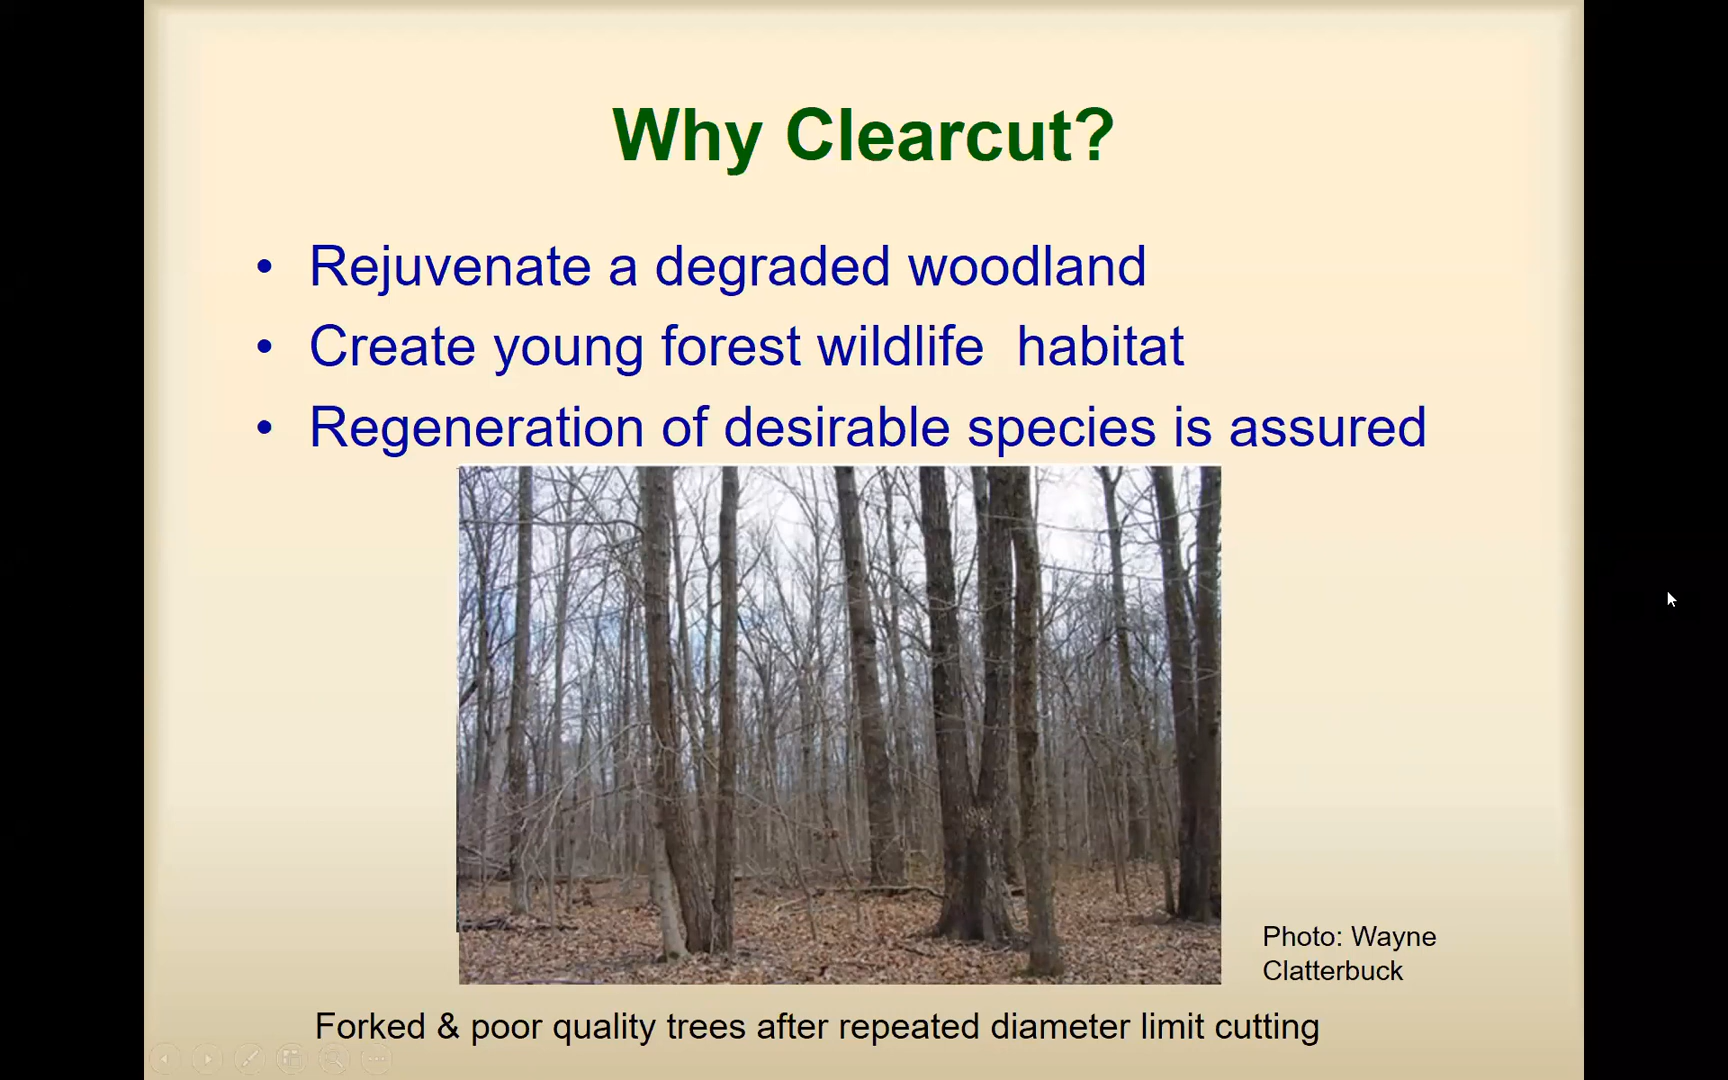 Why Clearcut?
• Rejuvenate a degraded woodland
• Create young forest wildlife  habitat
• Regeneration of desirable species is assured
Photo: Wayne
Clatterbuck
Forked & poor quality trees after repeated diameter limit cutting